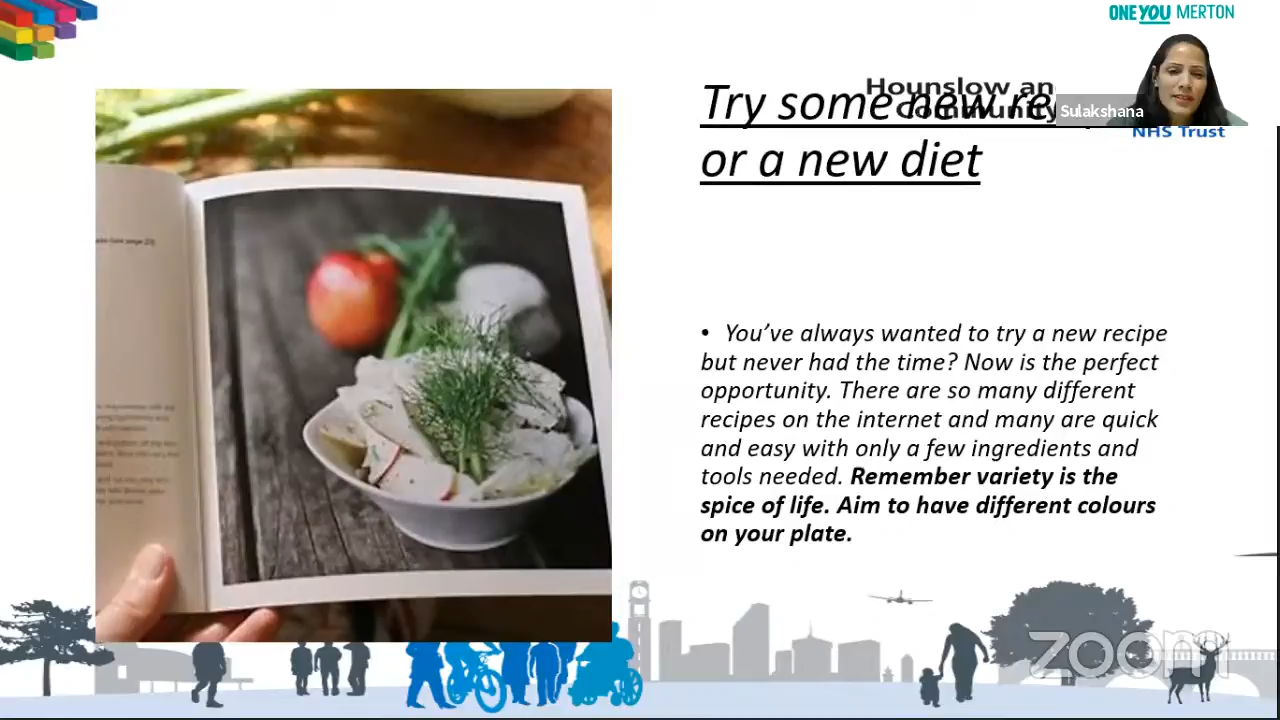 ONE YOU MERTON
Hounslow an
community
Sulakshana
NHS Trust
Try some new re
or a new diet
• You've always wanted to try a new recipe
but never had the time? Now is the perfect
opportunity. There are so many different
recipes on the internet and many are quick
and easy with only a few ingredients and
tools needed. Remember variety is the
spice of life. Aim to have different colours
on your plate.
zoom